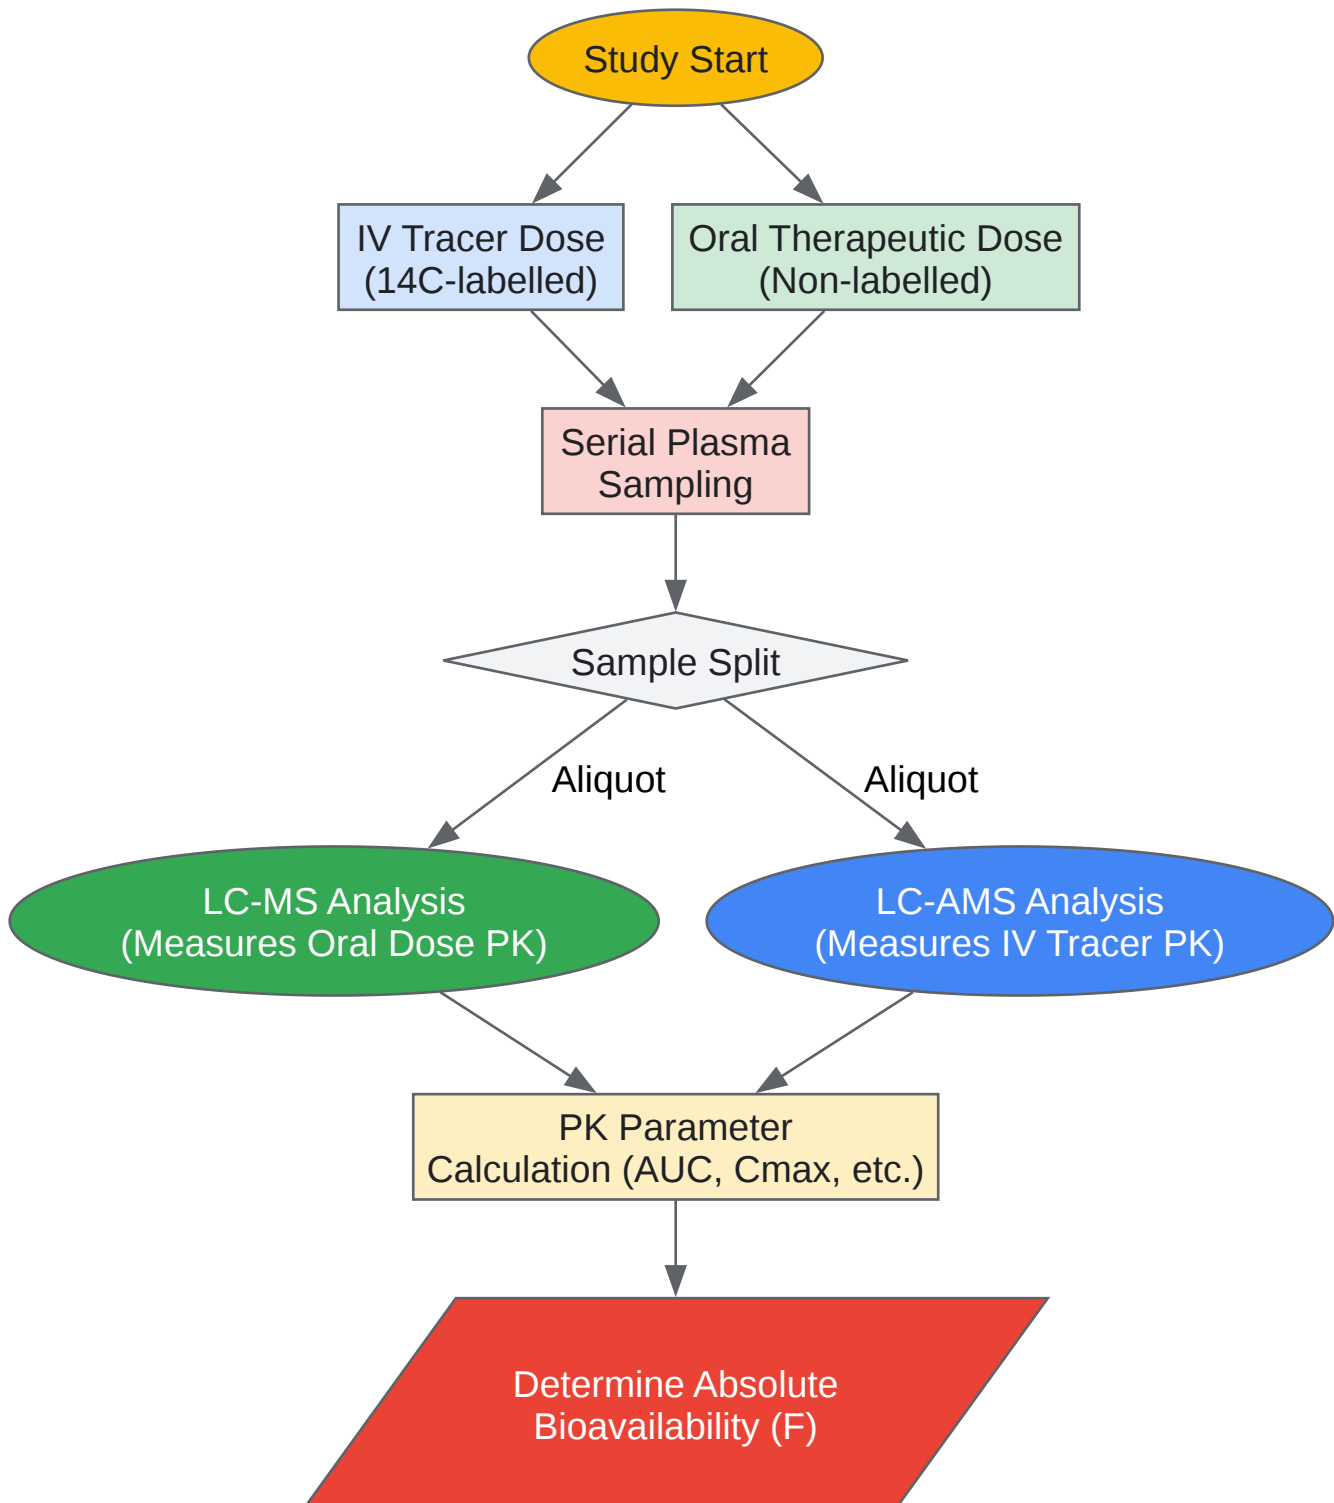 Study Start
IV Tracer Dose
(14C-labelled)
Oral Therapeutic Dose
(Non-labelled)
Serial Plasma
Sampling
Sample Split
Aliquot
Aliquot
LC-MS Analysis
(Measures Oral Dose PK)
LC-AMS Analysis
(Measures IV Tracer PK)
PK Parameter
Calculation (AUC, Cmax, etc.)
Determine Absolute
Bioavailability (F)